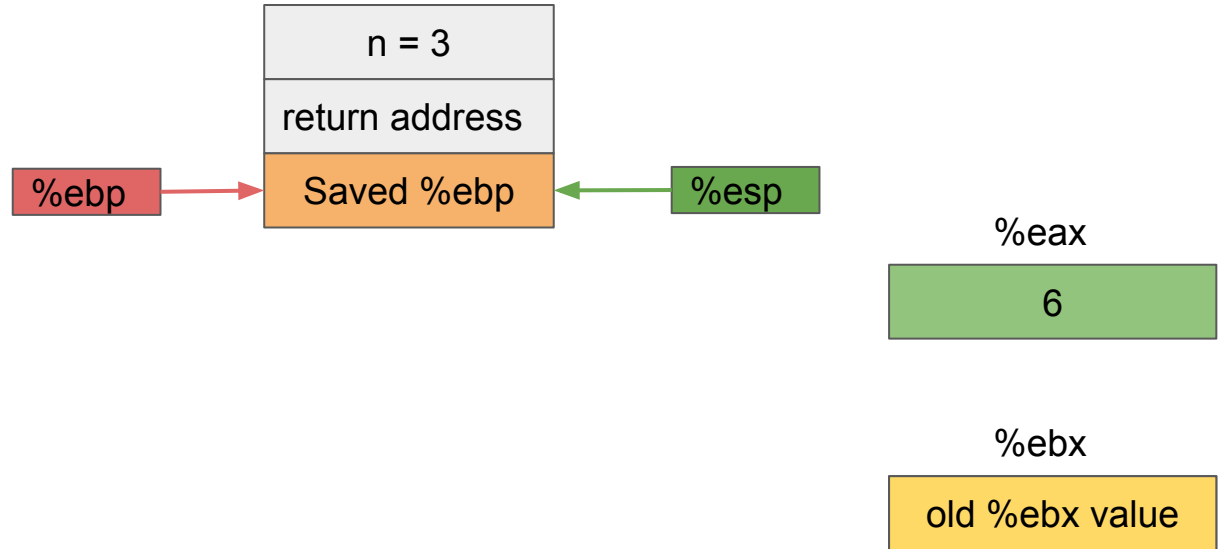 n = 3
return address
%ebp
Saved %ebp
%esp
%eax
6
%ebx
old %ebx value